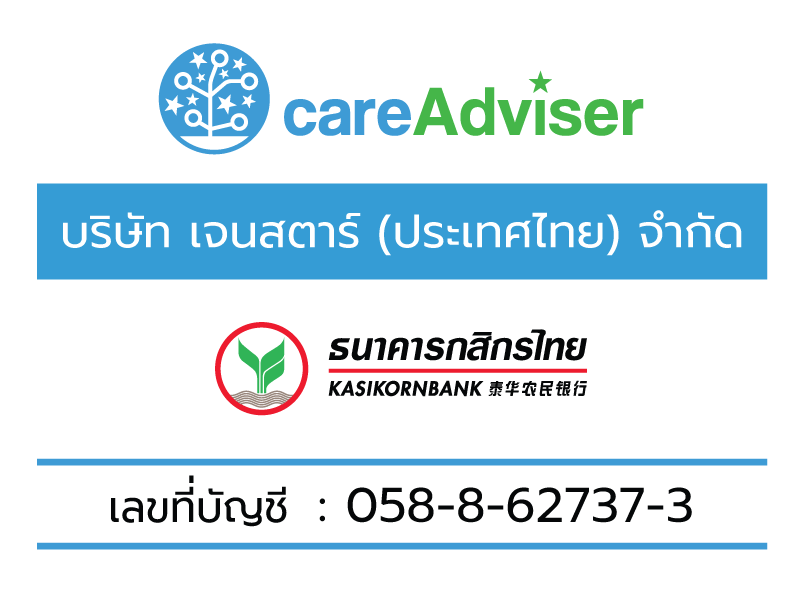 careAdviser
บริษัท เจนสตาร์ (ประเทศไทย) จำกัด
ธนาคารกสิกรไทย
KASIKORNBANK 泰华农民银行
เลขที่บัญชี : 058-8-62737-3